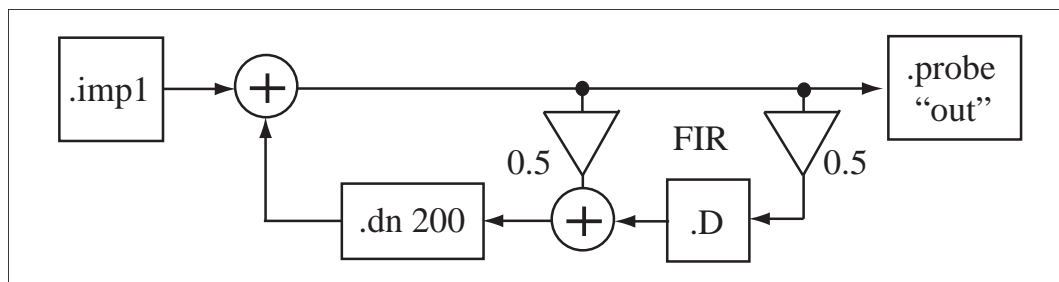 .imp1
+
.probe
“out”
FIR
0.5
0.5
.dn 200
+
.D